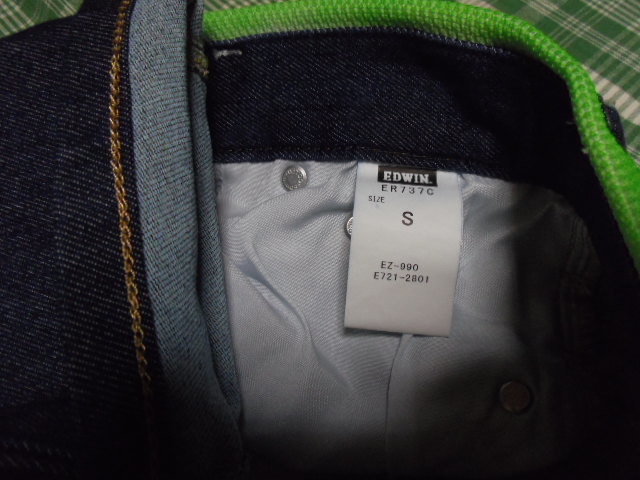 EDWIN.
ER737C
SIZE
S
EZ-990
E721-2801